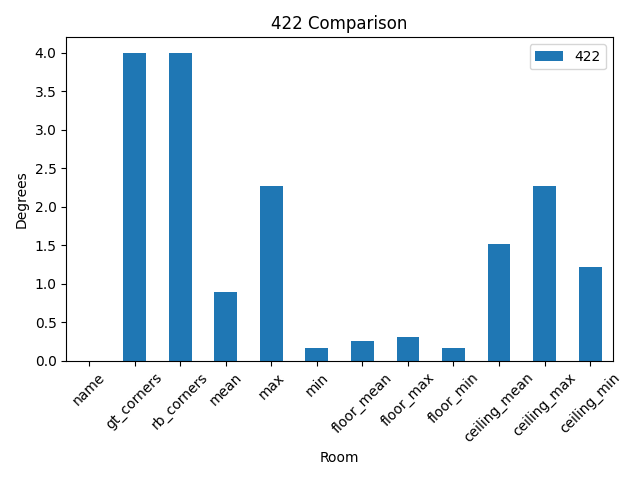 422 Comparison
422
Degrees
4.0
3.5
3.0
2.5
2.0
1.5
1.0
0.5
0.0
name
gt_corners
rb_corners
mean
max
min
floor_mean
floor_max
floor_min
ceiling_mean
ceiling_max
ceiling_min
Room